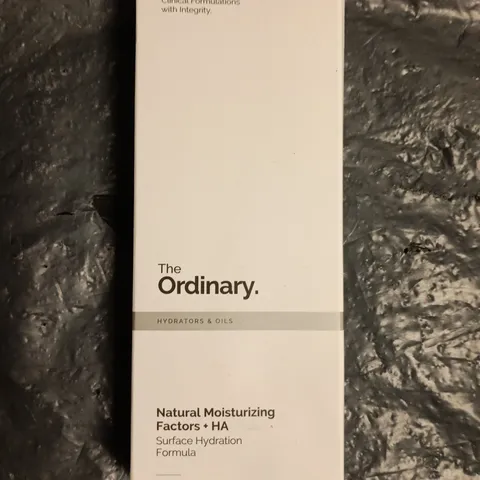 Clinical Formulations
with Integrity.
The
Ordinary.
HYDRATORS & OILS
Natural Moisturizing
Factors + HA
Surface Hydration
Formula